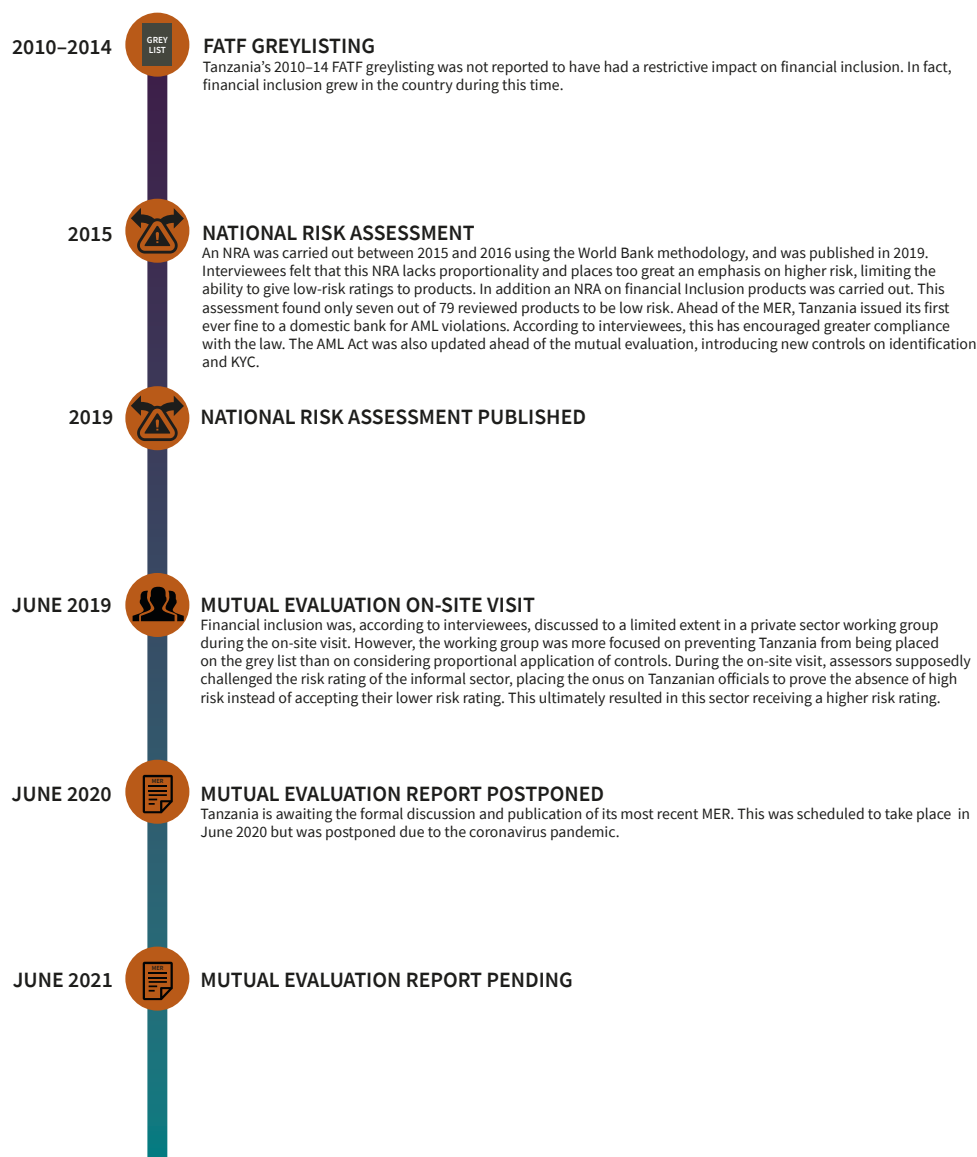 2010–2014
GREY
LIST
FATF GREYLISTING
Tanzania's 2010–14 FATF greylisting was not reported to have had a restrictive impact on financial inclusion. In fact,
financial inclusion grew in the country during this time.
2015
NATIONAL RISK ASSESSMENT
An NRA was carried out between 2015 and 2016 using the World Bank methodology, and was published in 2019.
Interviewees felt that this NRA lacks proportionality and places too great an emphasis on higher risk, limiting the
ability to give low-risk ratings to products. In addition an NRA on financial Inclusion products was carried out. This
assessment found only seven out of 79 reviewed products to be low risk. Ahead of the MER, Tanzania issued its first
ever fine to a domestic bank for AML violations. According to interviewees, this has encouraged greater compliance
with the law. The AML Act was also updated ahead of the mutual evaluation, introducing new controls on identification
and KYC.
2019
NATIONAL RISK ASSESSMENT PUBLISHED
JUNE 2019
MUTUAL EVALUATION ON-SITE VISIT
Financial inclusion was, according to interviewees, discussed to a limited extent in a private sector working group
during the on-site visit. However, the working group was more focused on preventing Tanzania from being placed
on the grey list than on considering proportional application of controls. During the on-site visit, assessors supposedly
challenged the risk rating of the informal sector, placing the onus on Tanzanian officials to prove the absence of high
risk instead of accepting their lower risk rating. This ultimately resulted in this sector receiving a higher risk rating.
JUNE 2020
MER
MUTUAL EVALUATION REPORT POSTPONED
Tanzania is awaiting the formal discussion and publication of its most recent MER. This was scheduled to take place in
June 2020 but was postponed due to the coronavirus pandemic.
JUNE 2021
MER
MUTUAL EVALUATION REPORT PENDING